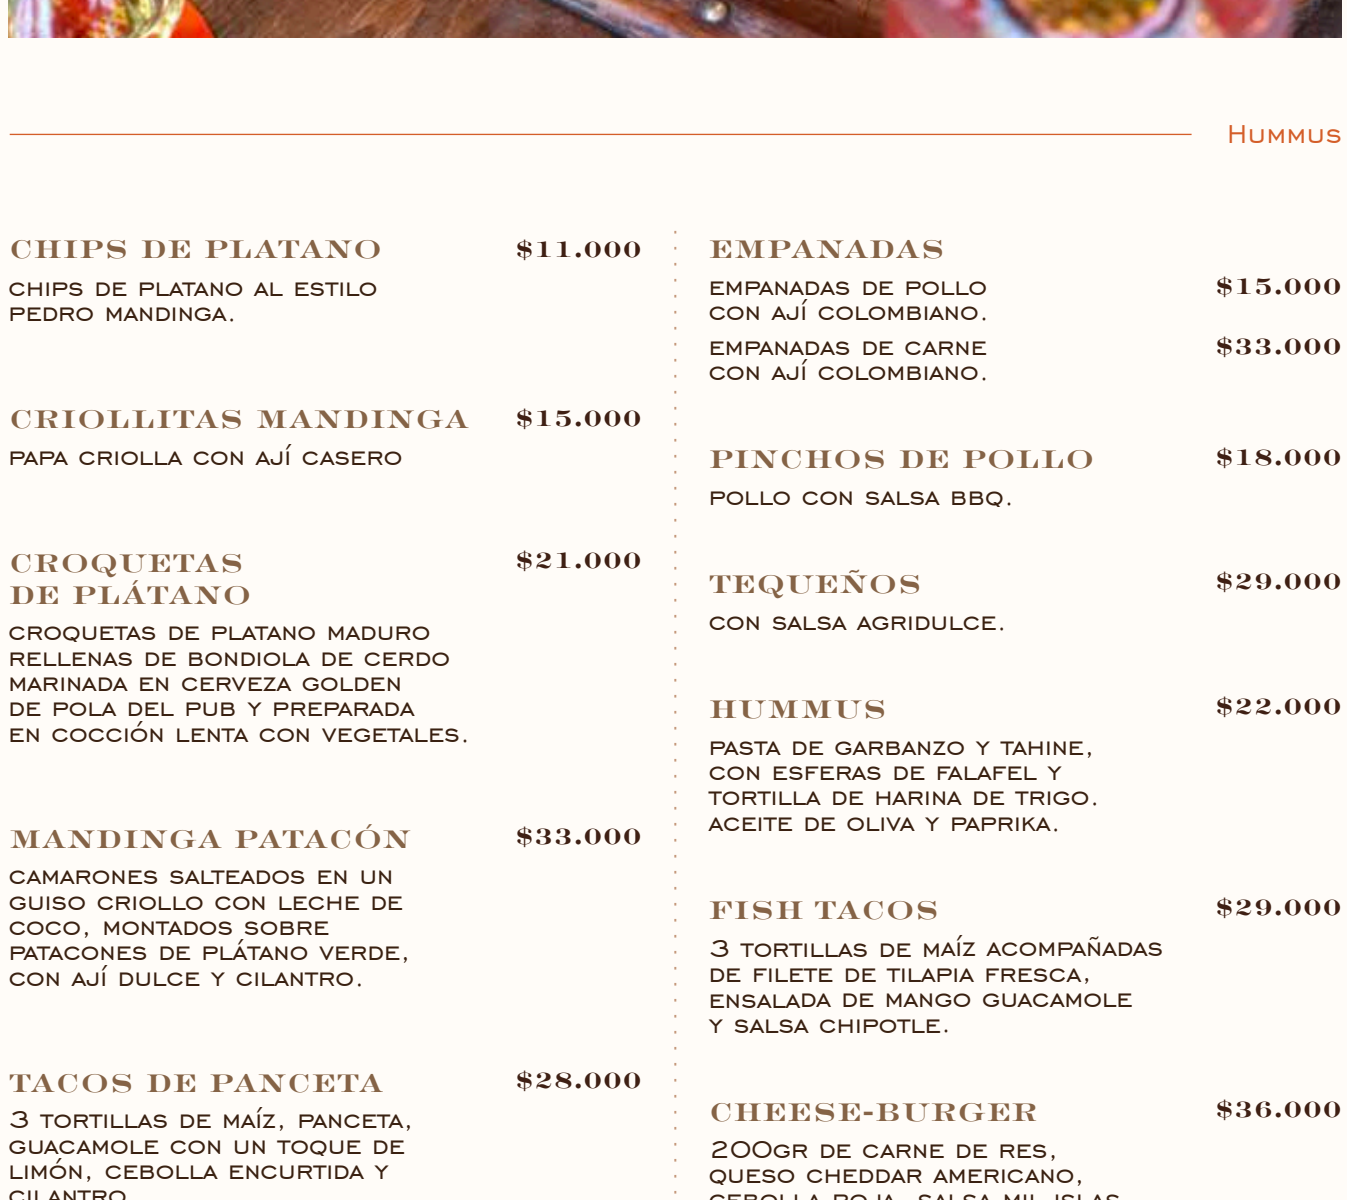 Hummus
CHIPS DE PLATANO $11.000
CHIPS DE PLATANO AL ESTILO
PEDRO MANDINGA.
CRIOLLITAS MANDINGA $15.000
PAPA CRIOLLA CON AJÍ CASERO
CROQUETAS $21.000
DE PLÁTANO
CROQUETAS DE PLATANO MADURO
RELLENAS DE BONDIOLA DE CERDO
MARINADA EN CERVEZA GOLDEN
DE POLA DEL PUB Y PREPARADA
EN COCCIÓN LENTA CON VEGETALES.
MANDINGA PATACÓN $33.000
CAMARONES SALTEADOS EN UN
GUISO CRIOLLO CON LECHE DE
COCO, MONTADOS SOBRE
PATACONES DE PLÁTANO VERDE,
CON AJÍ DULCE Y CILANTRO.
TACOS DE PANCETA $28.000
3 TORTILLAS DE MAÍZ, PANCETA,
GUACAMOLE CON UN TOQUE DE
LIMÓN, CEBOLLA ENCURTIDA Y
CILANTRO
EMPANADAS
EMPANADAS DE POLLO $15.000
CON AJÍ COLOMBIANO.
EMPANADAS DE CARNE $33.000
CON AJÍ COLOMBIANO.
PINCHOS DE POLLO $18.000
POLLO CON SALSA BBQ.
TEQUEÑOS $29.000
CON SALSA AGRIDULCE.
HUMMUS $22.000
PASTA DE GARBANZO Y TAHINE,
CON ESFERAS DE FALAFEL Y
TORTILLA DE HARINA DE TRIGO.
ACEITE DE OLIVA Y PAPRIKA.
FISH TACOS $29.000
3 TORTILLAS DE MAÍZ ACOMPAÑADAS
DE FILETE DE TILAPIA FRESCA,
ENSALADA DE MANGO GUACAMOLE
Y SALSA CHIPOTLE.
CHEESE-BURGER $36.000
200GR DE CARNE DE RES,
QUESO CHEDDAR AMERICANO,
CEBOLLA ROJA, SALSA MIL ISLAS